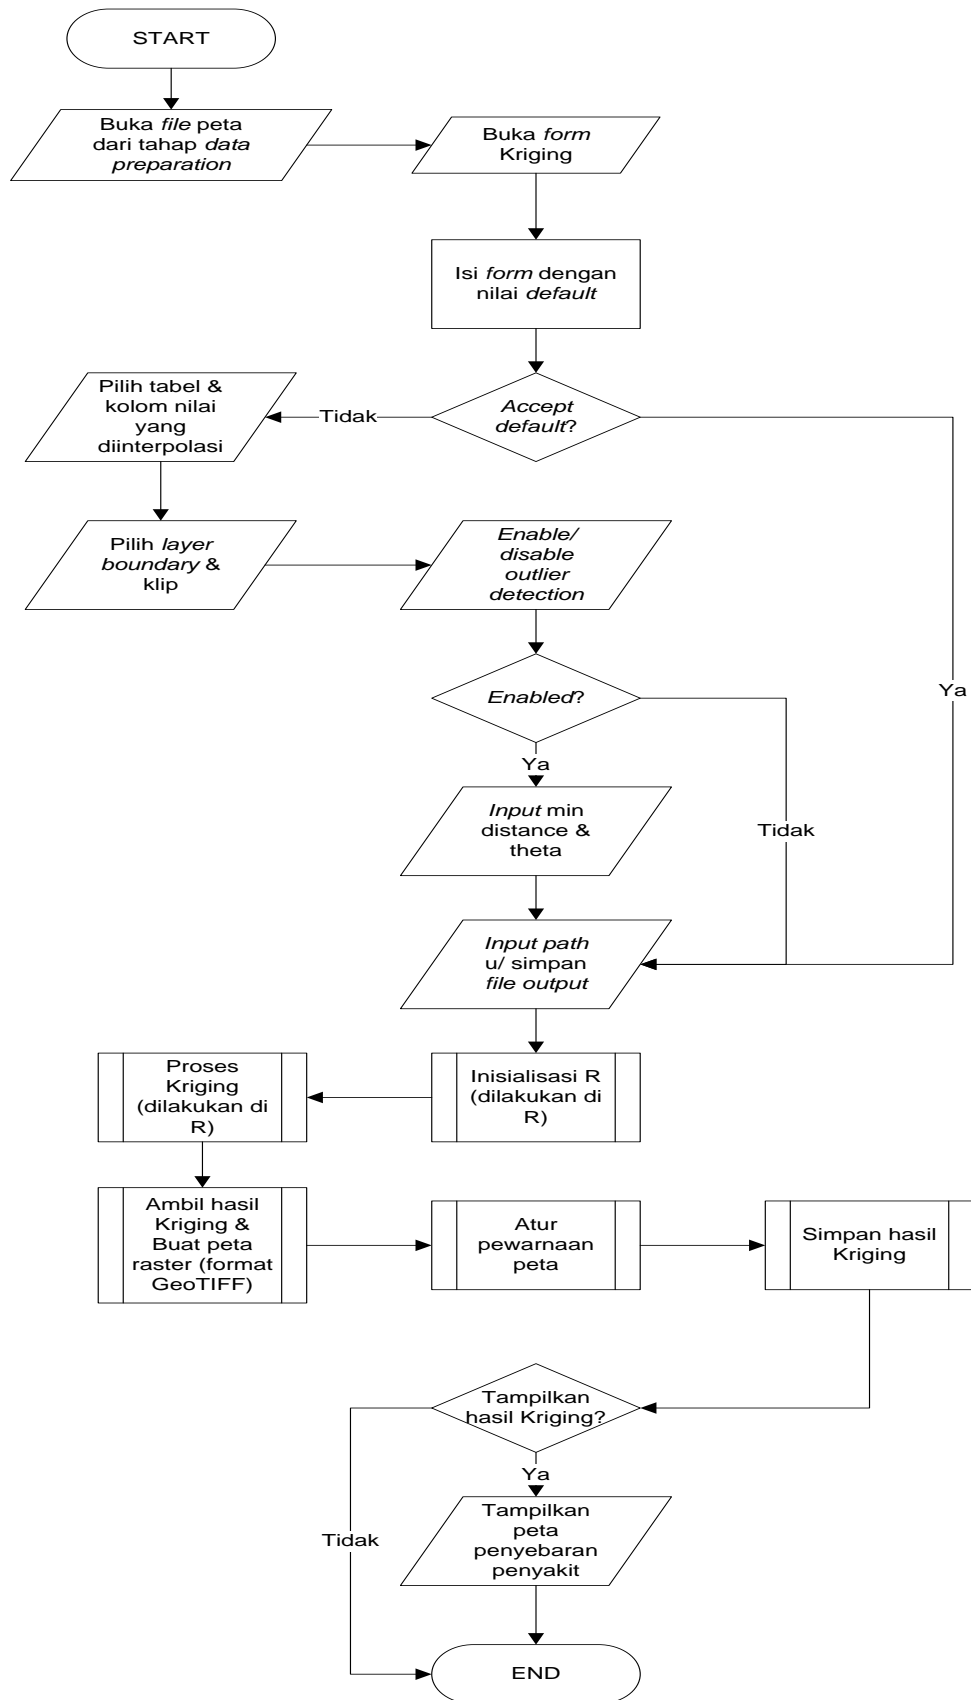 START
Buka file peta
dari tahap data
preparation
Buka form
Kriging
Isi form dengan
nilai default
Accept
default?
Tidak
Pilih tabel &
kolom nilai
yang
diinterpolasi
Pilih layer
boundary &
klip
Enable/
disable
outlier
detection
Enabled?
Ya
Ya
Input min
distance &
theta
Tidak
Input path
u/ simpan
file output
Inisialisasi R
(dilakukan di
R)
Proses
Kriging
(dilakukan di
R)
Ambil hasil
Kriging &
Buat peta
raster (format
GeoTIFF)
Atur
pewarnaan
peta
Simpan hasil
Kriging
Tampilkan
hasil Kriging?
Ya
Tidak
Tampilkan
peta
penyebaran
penyakit
END